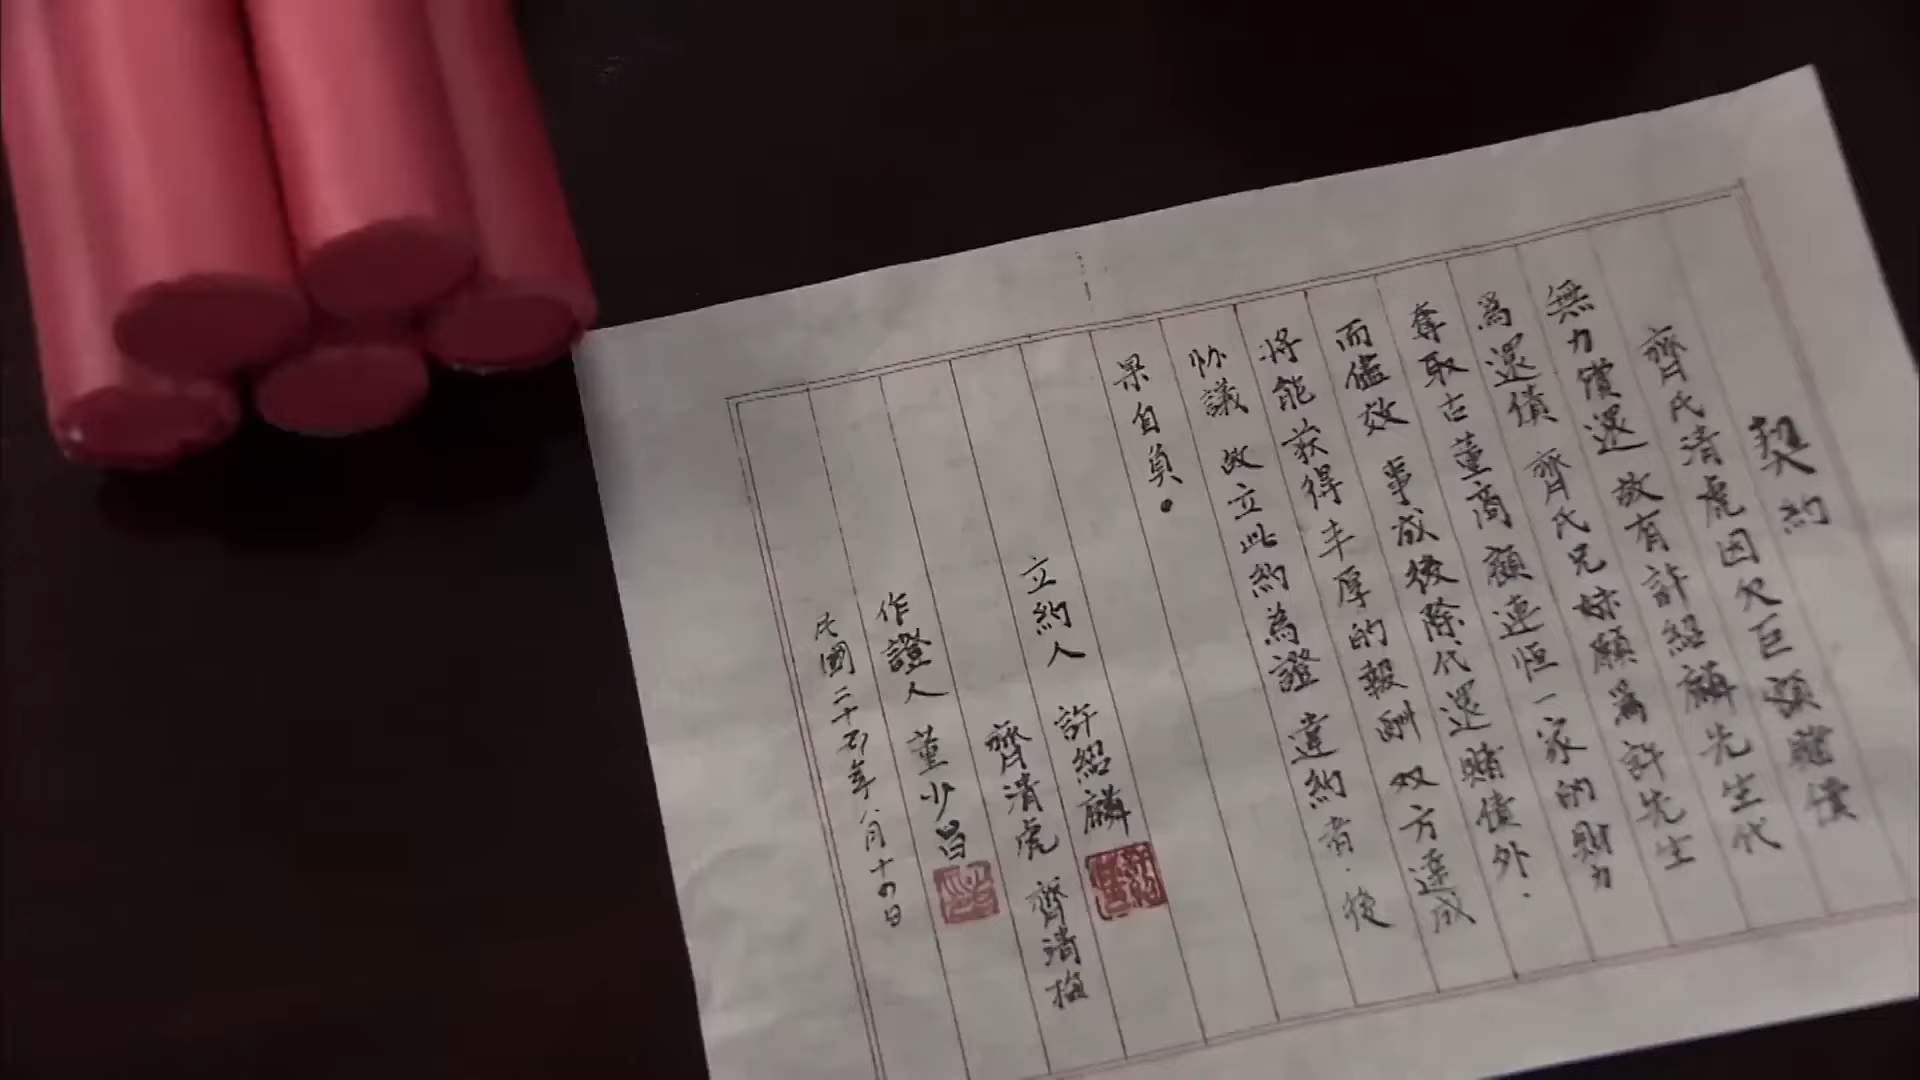 契約
齊氏清虎因欠巨额賭債
無力償還 故有許紹麟先生代
為還債 齊氏兄妹願為許先生
奪取古董商顏連恒一家的財力
而儘效 事成後除代還賭債外.
将能获得丰厚的報酬 双方達成
协議 故立此約為證 違約者.後
果自負。
立約人 許紹麟
齊清虎 齊清梅
作證人 董少昌
民國二十五年八月十四日